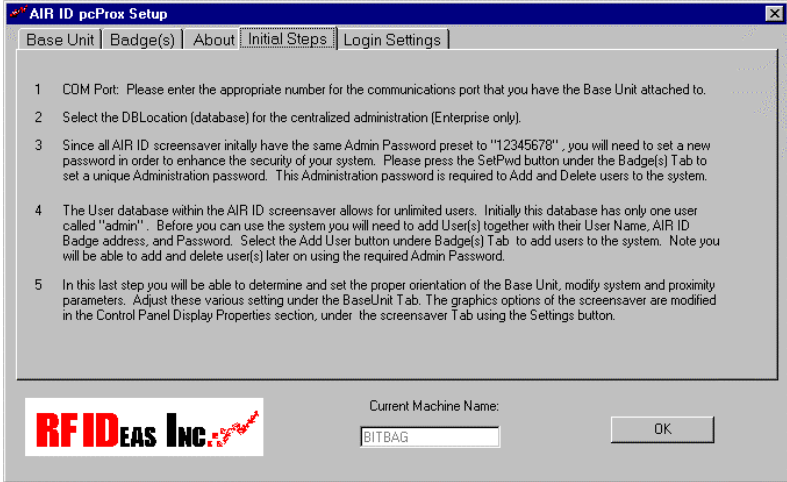 AIR ID pcProx Setup
Base Unit Badge(s) About Initial Steps Login Settings
1 COM Port: Please enter the appropriate number for the communications port that you have the Base Unit attached to.
2 Select the DBLocation (database) for the centralized administration (Enterprise only).
3 Since all AIR ID screensaver initally have the same Admin Password preset to "12345678" , you will need to set a new
password in order to enhance the security of your system. Please press the SetPwd button under the Badge(s) Tab to
set a unique Administration password. This Administration password is required to Add and Delete users to the system.
4 The User database within the AIR ID screensaver allows for unlimited users. Initially this database has only one user
called "admin" . Before you can use the system you will need to add User(s) together with their User Name, AIR ID
Badge address, and Password. Select the Add User button undere Badge(s) Tab to add users to the system. Note you
will be able to add and delete user(s) later on using the required Admin Password.
5 In this last step you will be able to determine and set the proper orientation of the Base Unit, modify system and proximity
parameters. Adjust these various setting under the BaseUnit Tab. The graphics options of the screensaver are modified
in the Control Panel Display Properties section, under the screensaver Tab using the Settings button.
RF IDEAS INC.
Current Machine Name:
BITBAG
OK